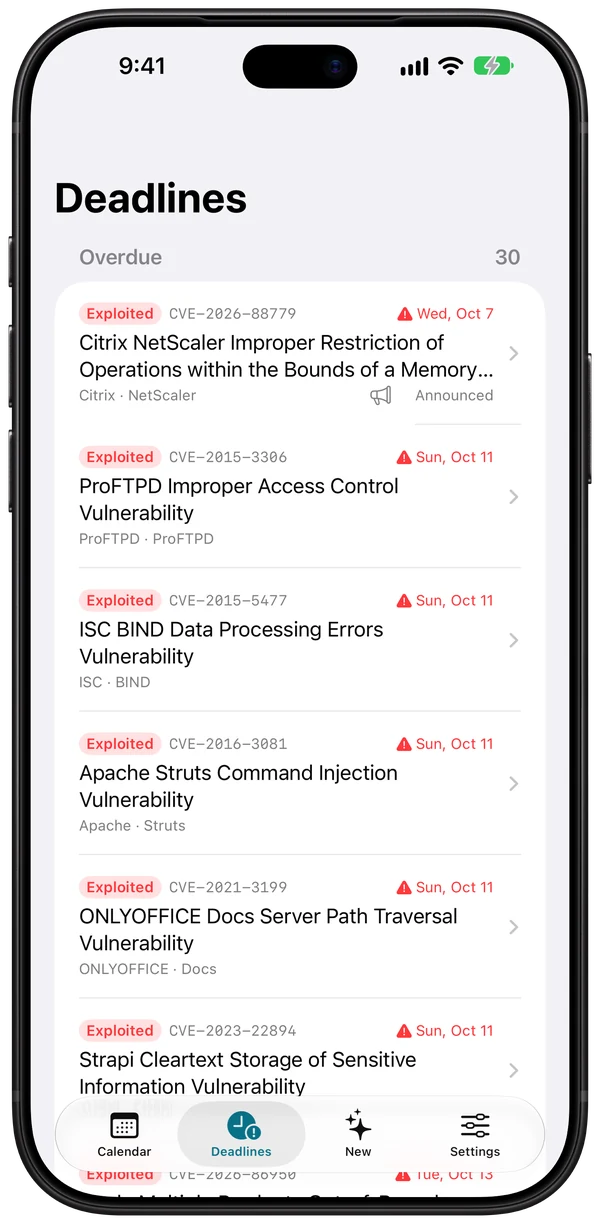 9:41
Deadlines
Overdue 30
Exploited CVE-2026-88779 Wed, Oct 7
Citrix NetScaler Improper Restriction of
Operations within the Bounds of a Memory...
Citrix · NetScaler Announced
Exploited CVE-2015-3306 Sun, Oct 11
ProFTPD Improper Access Control
Vulnerability
ProFTPD · ProFTPD
Exploited CVE-2015-5477 Sun, Oct 11
ISC BIND Data Processing Errors
Vulnerability
ISC · BIND
Exploited CVE-2016-3081 Sun, Oct 11
Apache Struts Command Injection
Vulnerability
Apache · Struts
Exploited CVE-2021-3199 Sun, Oct 11
ONLYOFFICE Docs Server Path Traversal
Vulnerability
ONLYOFFICE · Docs
Exploited CVE-2023-22894 Sun, Oct 11
Strapi Cleartext Storage of Sensitive
Information Vulnerability
Calendar Deadlines New Settings
Exploited CVE-2026-86950 Tue, Oct 13